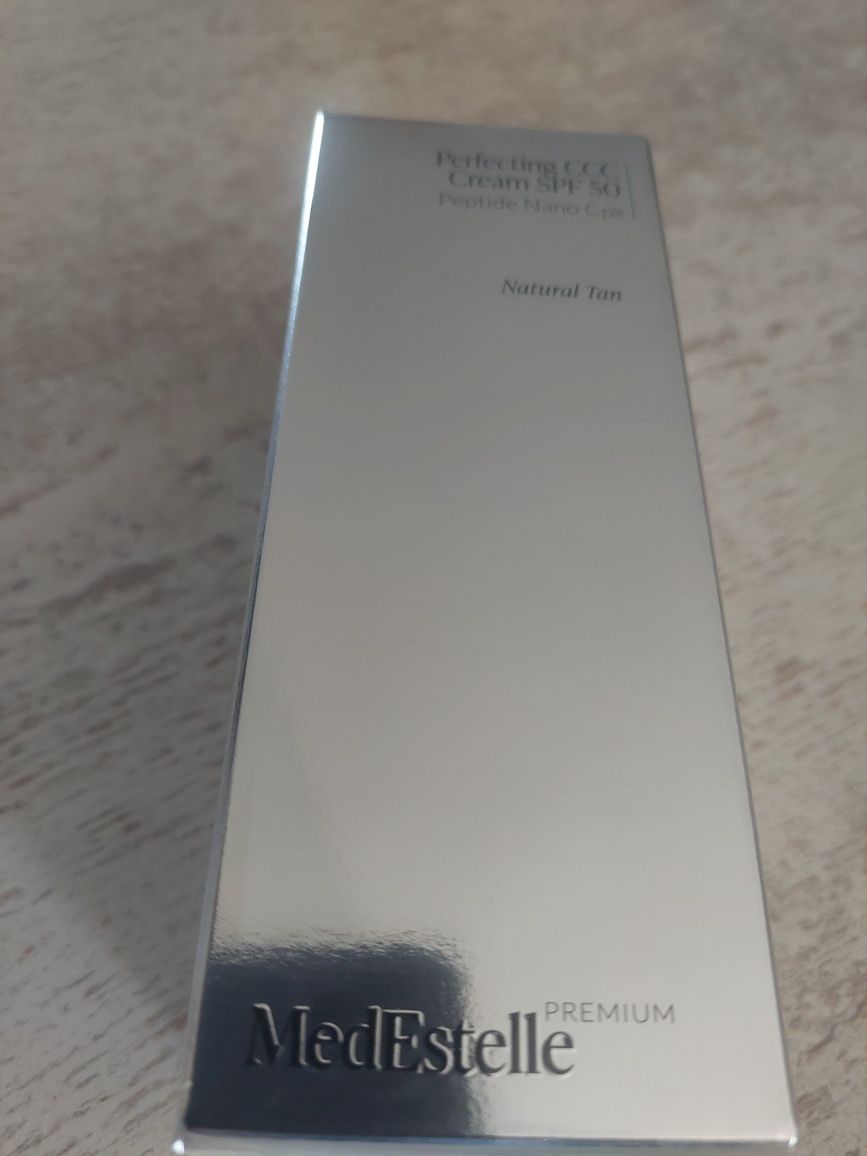 Perfecting CCC
Cream SPF 50
Peptide Nano Cpx
Natural Tan
MedEstelle PREMIUM